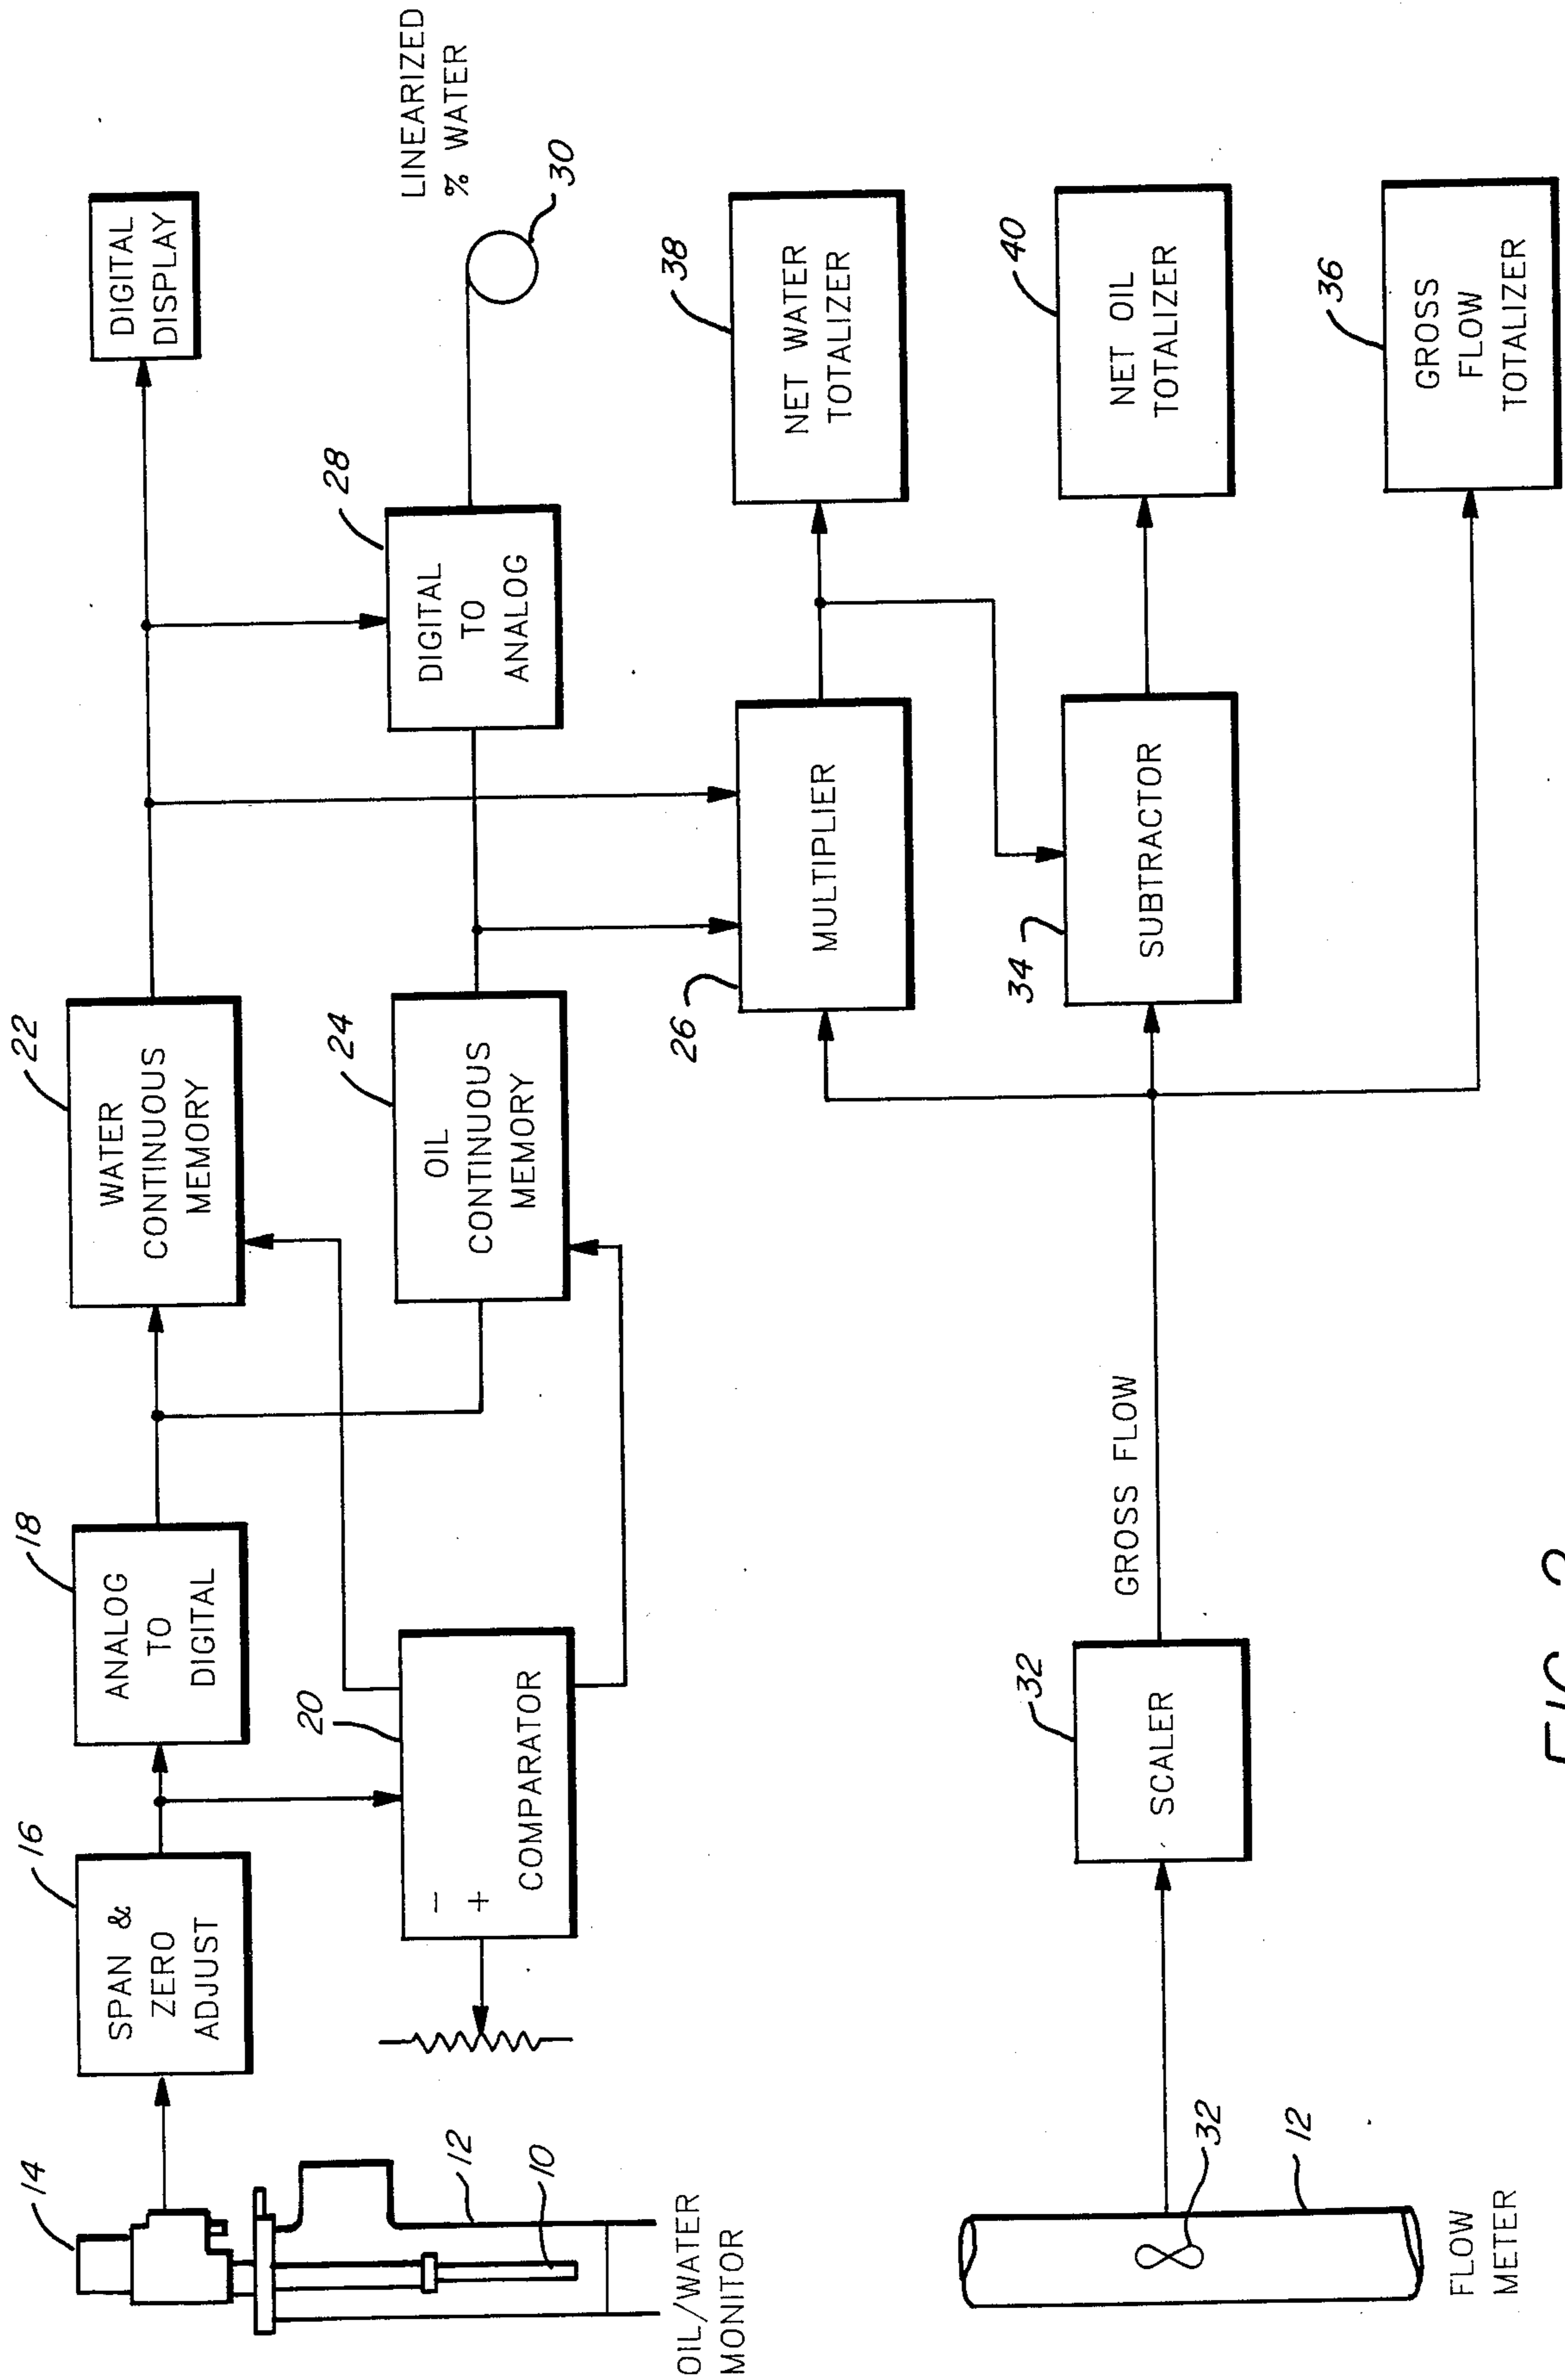 14
16
SPAN &
ZERO
ADJUST
18
ANALOG
TO
DIGITAL
22
WATER
CONTINUOUS
MEMORY
DIGITAL
DISPLAY
20
-
+
COMPARATOR
24
OIL
CONTINUOUS
MEMORY
28
DIGITAL
TO
ANALOG
LINEARIZED
% WATER
30
12
10
OIL/WATER
MONITOR
26
MULTIPLIER
38
NET WATER
TOTALIZER
34
SUBTRACTOR
40
NET OIL
TOTALIZER
32
SCALER
GROSS FLOW
36
GROSS
FLOW
TOTALIZER
32
12
FLOW
METER